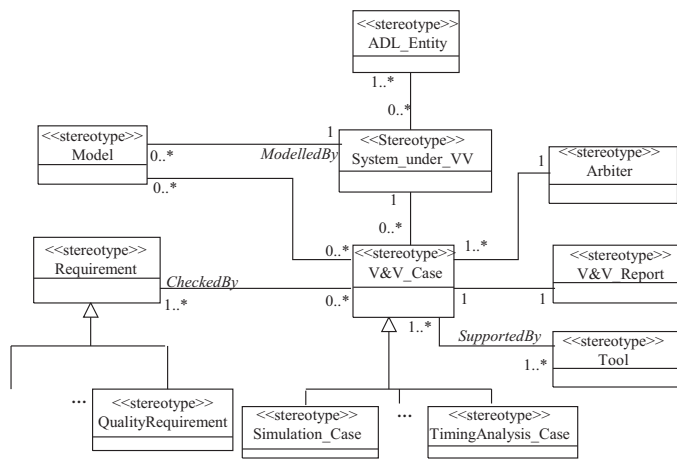 <<stereotype>>
ADL_Entity
1..*
0..*
<<stereotype>>
Model
0..*
0..*
1
ModelledBy
<<Stereotype>>
System_under_VV
1
0..*
<<stereotype>>
Arbiter
1
1..*
0..*
<<stereotype>>
Requirement
CheckedBy
1..*
0..*
<<stereotype>>
V&V_Case
1
1
<<stereotype>>
V&V_Report
1..*
SupportedBy
1..*
<<stereotype>>
Tool
...
<<stereotype>>
QualityRequirement
<<stereotype>>
Simulation_Case
...
<<stereotype>>
TimingAnalysis_Case